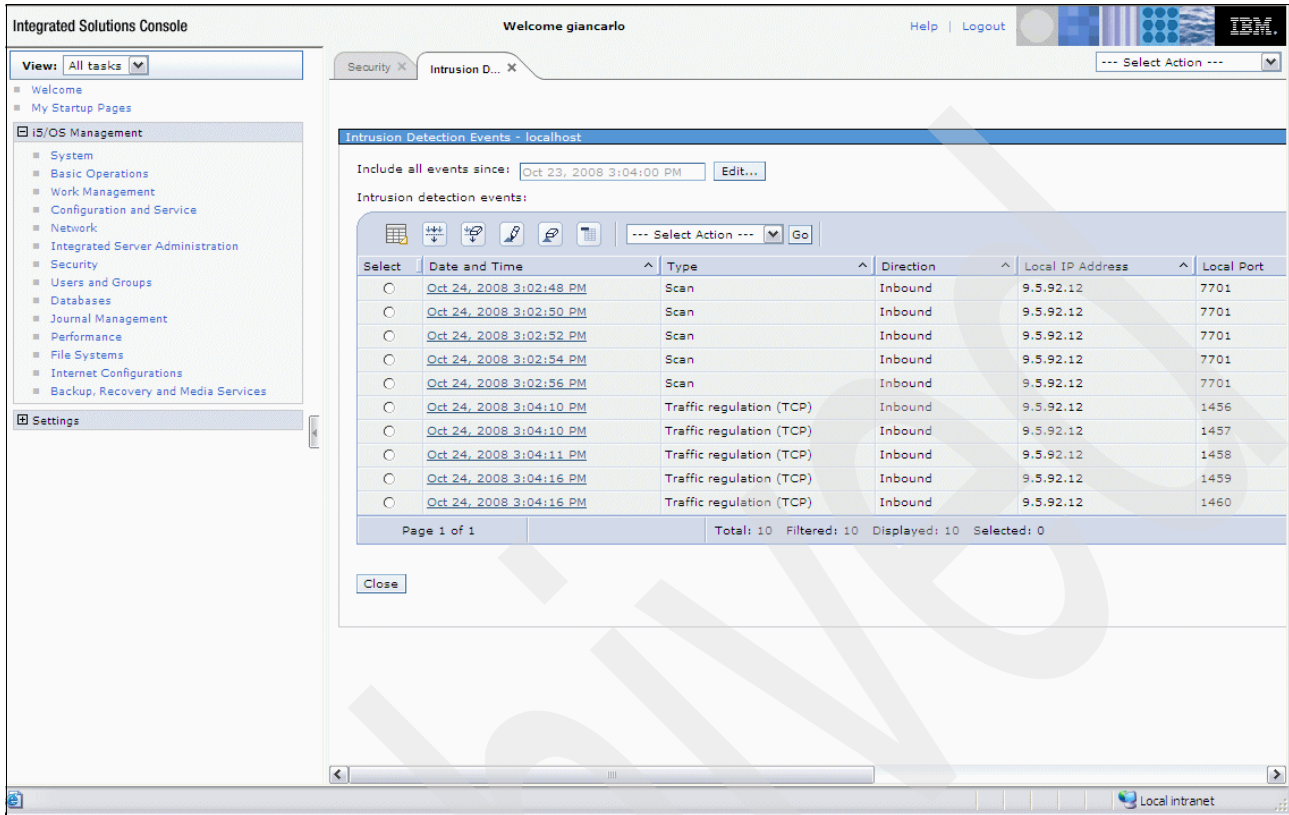 Integrated Solutions Console Welcome giancarlo Help | Logout IBM.
View: All tasks
Welcome
My Startup Pages
i5/OS Management
System
Basic Operations
Work Management
Configuration and Service
Network
Integrated Server Administration
Security
Users and Groups
Databases
Journal Management
Performance
File Systems
Internet Configurations
Backup, Recovery and Media Services
Settings
Security X Intrusion D... X --- Select Action ---
Intrusion Detection Events - localhost
Include all events since: Oct 23, 2008 3:04:00 PM Edit...
Intrusion detection events:
--- Select Action --- Go
Select Date and Time Type Direction Local IP Address Local Port
Oct 24, 2008 3:02:48 PM Scan Inbound 9.5.92.12 7701
Oct 24, 2008 3:02:50 PM Scan Inbound 9.5.92.12 7701
Oct 24, 2008 3:02:52 PM Scan Inbound 9.5.92.12 7701
Oct 24, 2008 3:02:54 PM Scan Inbound 9.5.92.12 7701
Oct 24, 2008 3:02:56 PM Scan Inbound 9.5.92.12 7701
Oct 24, 2008 3:04:10 PM Traffic regulation (TCP) Inbound 9.5.92.12 1456
Oct 24, 2008 3:04:10 PM Traffic regulation (TCP) Inbound 9.5.92.12 1457
Oct 24, 2008 3:04:11 PM Traffic regulation (TCP) Inbound 9.5.92.12 1458
Oct 24, 2008 3:04:16 PM Traffic regulation (TCP) Inbound 9.5.92.12 1459
Oct 24, 2008 3:04:16 PM Traffic regulation (TCP) Inbound 9.5.92.12 1460
Page 1 of 1 Total: 10 Filtered: 10 Displayed: 10 Selected: 0
Close
Local intranet